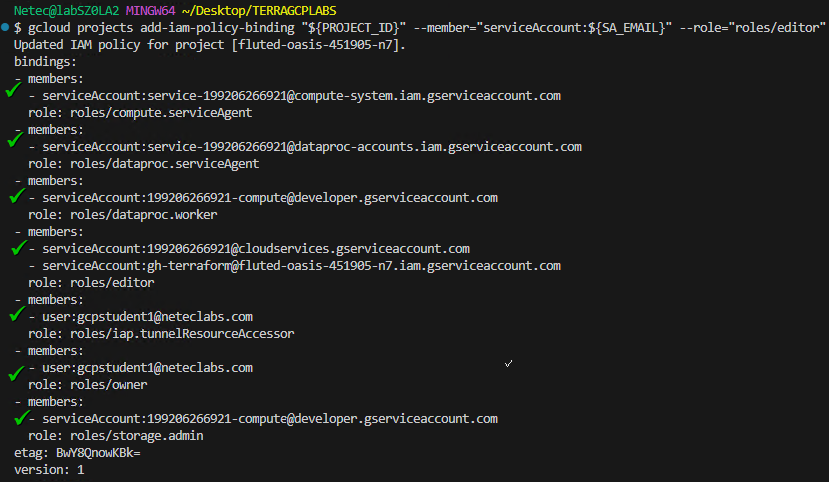 Netec@labSZ0LA2 MINGW64 ~/Desktop/TERRAGCPLABS
$ gcloud projects add-iam-policy-binding "${PROJECT_ID}" --member="serviceAccount:${SA_EMAIL}" --role="roles/editor"
Updated IAM policy for project [fluted-oasis-451905-n7].
bindings:
- members:
  - serviceAccount:service-199206266921@compute-system.iam.gserviceaccount.com
  role: roles/compute.serviceAgent
- members:
  - serviceAccount:service-199206266921@dataproc-accounts.iam.gserviceaccount.com
  role: roles/dataproc.serviceAgent
- members:
  - serviceAccount:199206266921-compute@developer.gserviceaccount.com
  role: roles/dataproc.worker
- members:
  - serviceAccount:199206266921@cloudservices.gserviceaccount.com
  - serviceAccount:gh-terraform@fluted-oasis-451905-n7.iam.gserviceaccount.com
  role: roles/editor
- members:
  - user:gcpstudent1@neteclabs.com
  role: roles/iap.tunnelResourceAccessor
- members:
  - user:gcpstudent1@neteclabs.com
  role: roles/owner
- members:
  - serviceAccount:199206266921-compute@developer.gserviceaccount.com
  role: roles/storage.admin
etag: BwY8QnowKBk=
version: 1